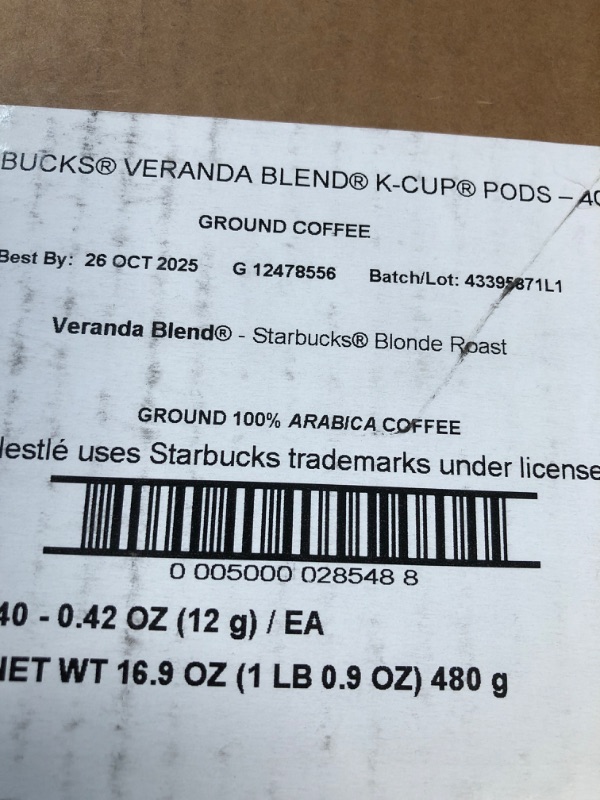 BUCKS® VERANDA BLEND® K-CUP® PODS – 40
GROUND COFFEE
Best By: 26 OCT 2025 G 12478556 Batch/Lot: 43395871L1
Veranda Blend® - Starbucks® Blonde Roast
GROUND 100% ARABICA COFFEE
Nestlé uses Starbucks trademarks under license
0 005000 028548 8
40 - 0.42 OZ (12 g) / EA
NET WT 16.9 OZ (1 LB 0.9 OZ) 480 g